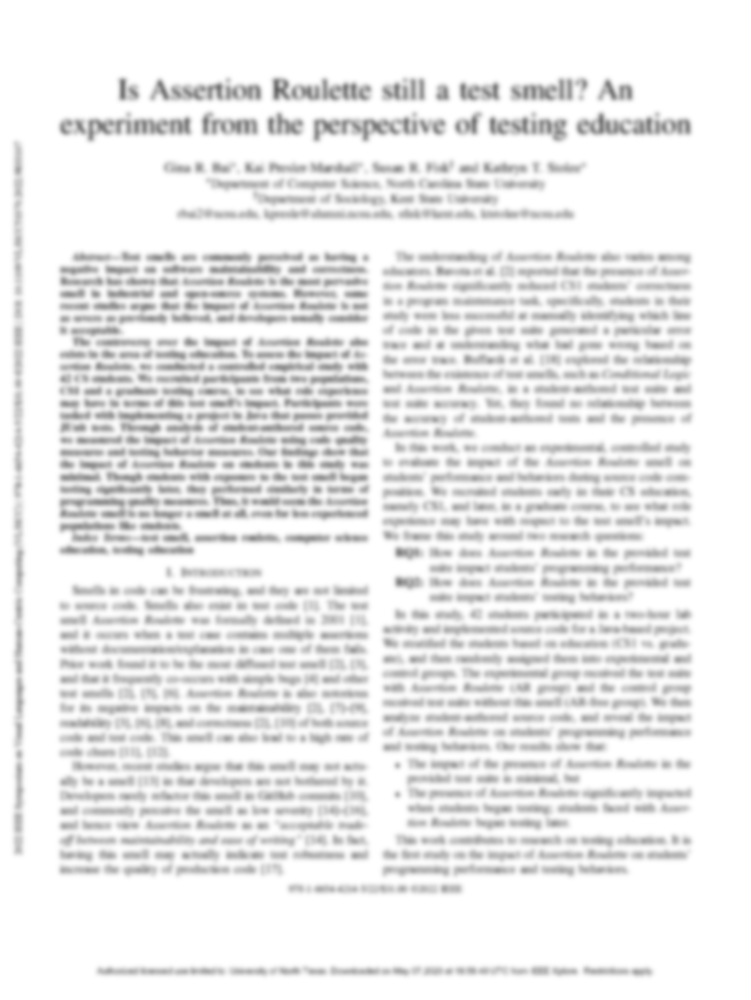 Is Assertion Roulette still a test smell? An
experiment from the perspective of testing education
Gina R. Bai*, Kai Presler-Marshall*, Susan R. Fisk‡ and Kathryn T. Stolee*
*Department of Computer Science, North Carolina State University
‡Department of Sociology, Kent State University
rbai2@ncsu.edu, kpresle@alumni.ncsu.edu, sfisk@kent.edu, ktstolee@ncsu.edu
Abstract—Test smells are commonly perceived as having a
negative impact on software maintainability and correctness.
Research has shown that Assertion Roulette is the most pervasive
smell in industrial and open-source systems. However, some
recent studies argue that the impact of Assertion Roulette is not
as severe as previously believed, and developers usually consider
it acceptable.
The controversy over the impact of Assertion Roulette also
exists in the area of testing education. To assess the impact of As-
sertion Roulette, we conducted a controlled empirical study with
42 CS students. We recruited participants from two populations,
CS1 and a graduate testing course, to see what role experience
may have in terms of this test smell's impact. Participants were
tasked with implementing a project in Java that passes provided
JUnit tests. Through analysis of student-authored source code,
we measured the impact of Assertion Roulette using code quality
measures and testing behavior measures. Our findings show that
the impact of Assertion Roulette on students in this study was
minimal. Though students with exposure to the test smell began
testing significantly later, they performed similarly in terms of
programming quality measures. Thus, it would seem the Assertion
Roulette smell is no longer a smell at all, even for less experienced
populations like students.
Index Terms—test smell, assertion roulette, computer science
education, testing education
I. INTRODUCTION
Smells in code can be frustrating, and they are not limited
to source code. Smells also exist in test code [1]. The test
smell Assertion Roulette was formally defined in 2001 [1],
and it occurs when a test case contains multiple assertions
without documentation/explanation in case one of them fails.
Prior work found it to be the most diffused test smell [2], [3],
and that it frequently co-occurs with simple bugs [4] and other
test smells [2], [5], [6]. Assertion Roulette is also notorious
for its negative impacts on the maintainability [2], [7]–[9],
readability [3], [6], [8], and correctness [2], [10] of both source
code and test code. This smell can also lead to a high rate of
code churn [11], [12].
However, recent studies argue that this smell may not actu-
ally be a smell [13] in that developers are not bothered by it.
Developers rarely refactor this smell in GitHub commits [10],
and commonly perceive the smell as low severity [14]–[16],
and hence view Assertion Roulette as an "acceptable trade-
off between maintainability and ease of writing" [14]. In fact,
having this smell may actually indicate test robustness and
increase the quality of production code [17].
The understanding of Assertion Roulette also varies among
educators. Bavota et al. [2] reported that the presence of Asser-
tion Roulette significantly reduced CS1 students' correctness
in a program maintenance task, specifically, students in their
study were less successful at manually identifying which line
of code in the given test suite generated a particular error
trace and at understanding what had gone wrong based on
the error trace. Buffardi et al. [18] explored the relationship
between the existence of test smells, such as Conditional Logic
and Assertion Roulette, in a student-authored test suite and
test suite accuracy. Yet, they found no relationship between
the accuracy of student-authored tests and the presence of
Assertion Roulette.
In this work, we conduct an experimental, controlled study
to evaluate the impact of the Assertion Roulette smell on
students' performance and behaviors during source code com-
position. We recruited students early in their CS education,
namely CS1, and later, in a graduate course, to see what role
experience may have with respect to the test smell's impact.
We frame this study around two research questions:
RQ1: How does Assertion Roulette in the provided test
suite impact students' programming performance?
RQ2: How does Assertion Roulette in the provided test
suite impact students' testing behaviors?
In this study, 42 students participated in a two-hour lab
activity and implemented source code for a Java-based project.
We stratified the students based on education (CS1 vs. gradu-
ate), and then randomly assigned them into experimental and
control groups. The experimental group received the test suite
with Assertion Roulette (AR group) and the control group
received test suite without this smell (AR-free group). We then
analyze student-authored source code, and reveal the impact
of Assertion Roulette on students' programming performance
and testing behaviors. Our results show that:
• The impact of the presence of Assertion Roulette in the
provided test suite is minimal, but
• The presence of Assertion Roulette significantly impacted
when students began testing; students faced with Asser-
tion Roulette began testing later.
This work contributes to research on testing education. It is
the first study on the impact of Assertion Roulette on students'
programming performance and testing behaviors.
978-1-6654-4214-5/22/$31.00 ©2022 IEEE
Authorized licensed use limited to: University of North Texas. Downloaded on May 07,2023 at UTC from IEEE Xplore. Restrictions apply.
2022 IEEE Symposium on Visual Languages and Human-Centric Computing (VL/HCC)